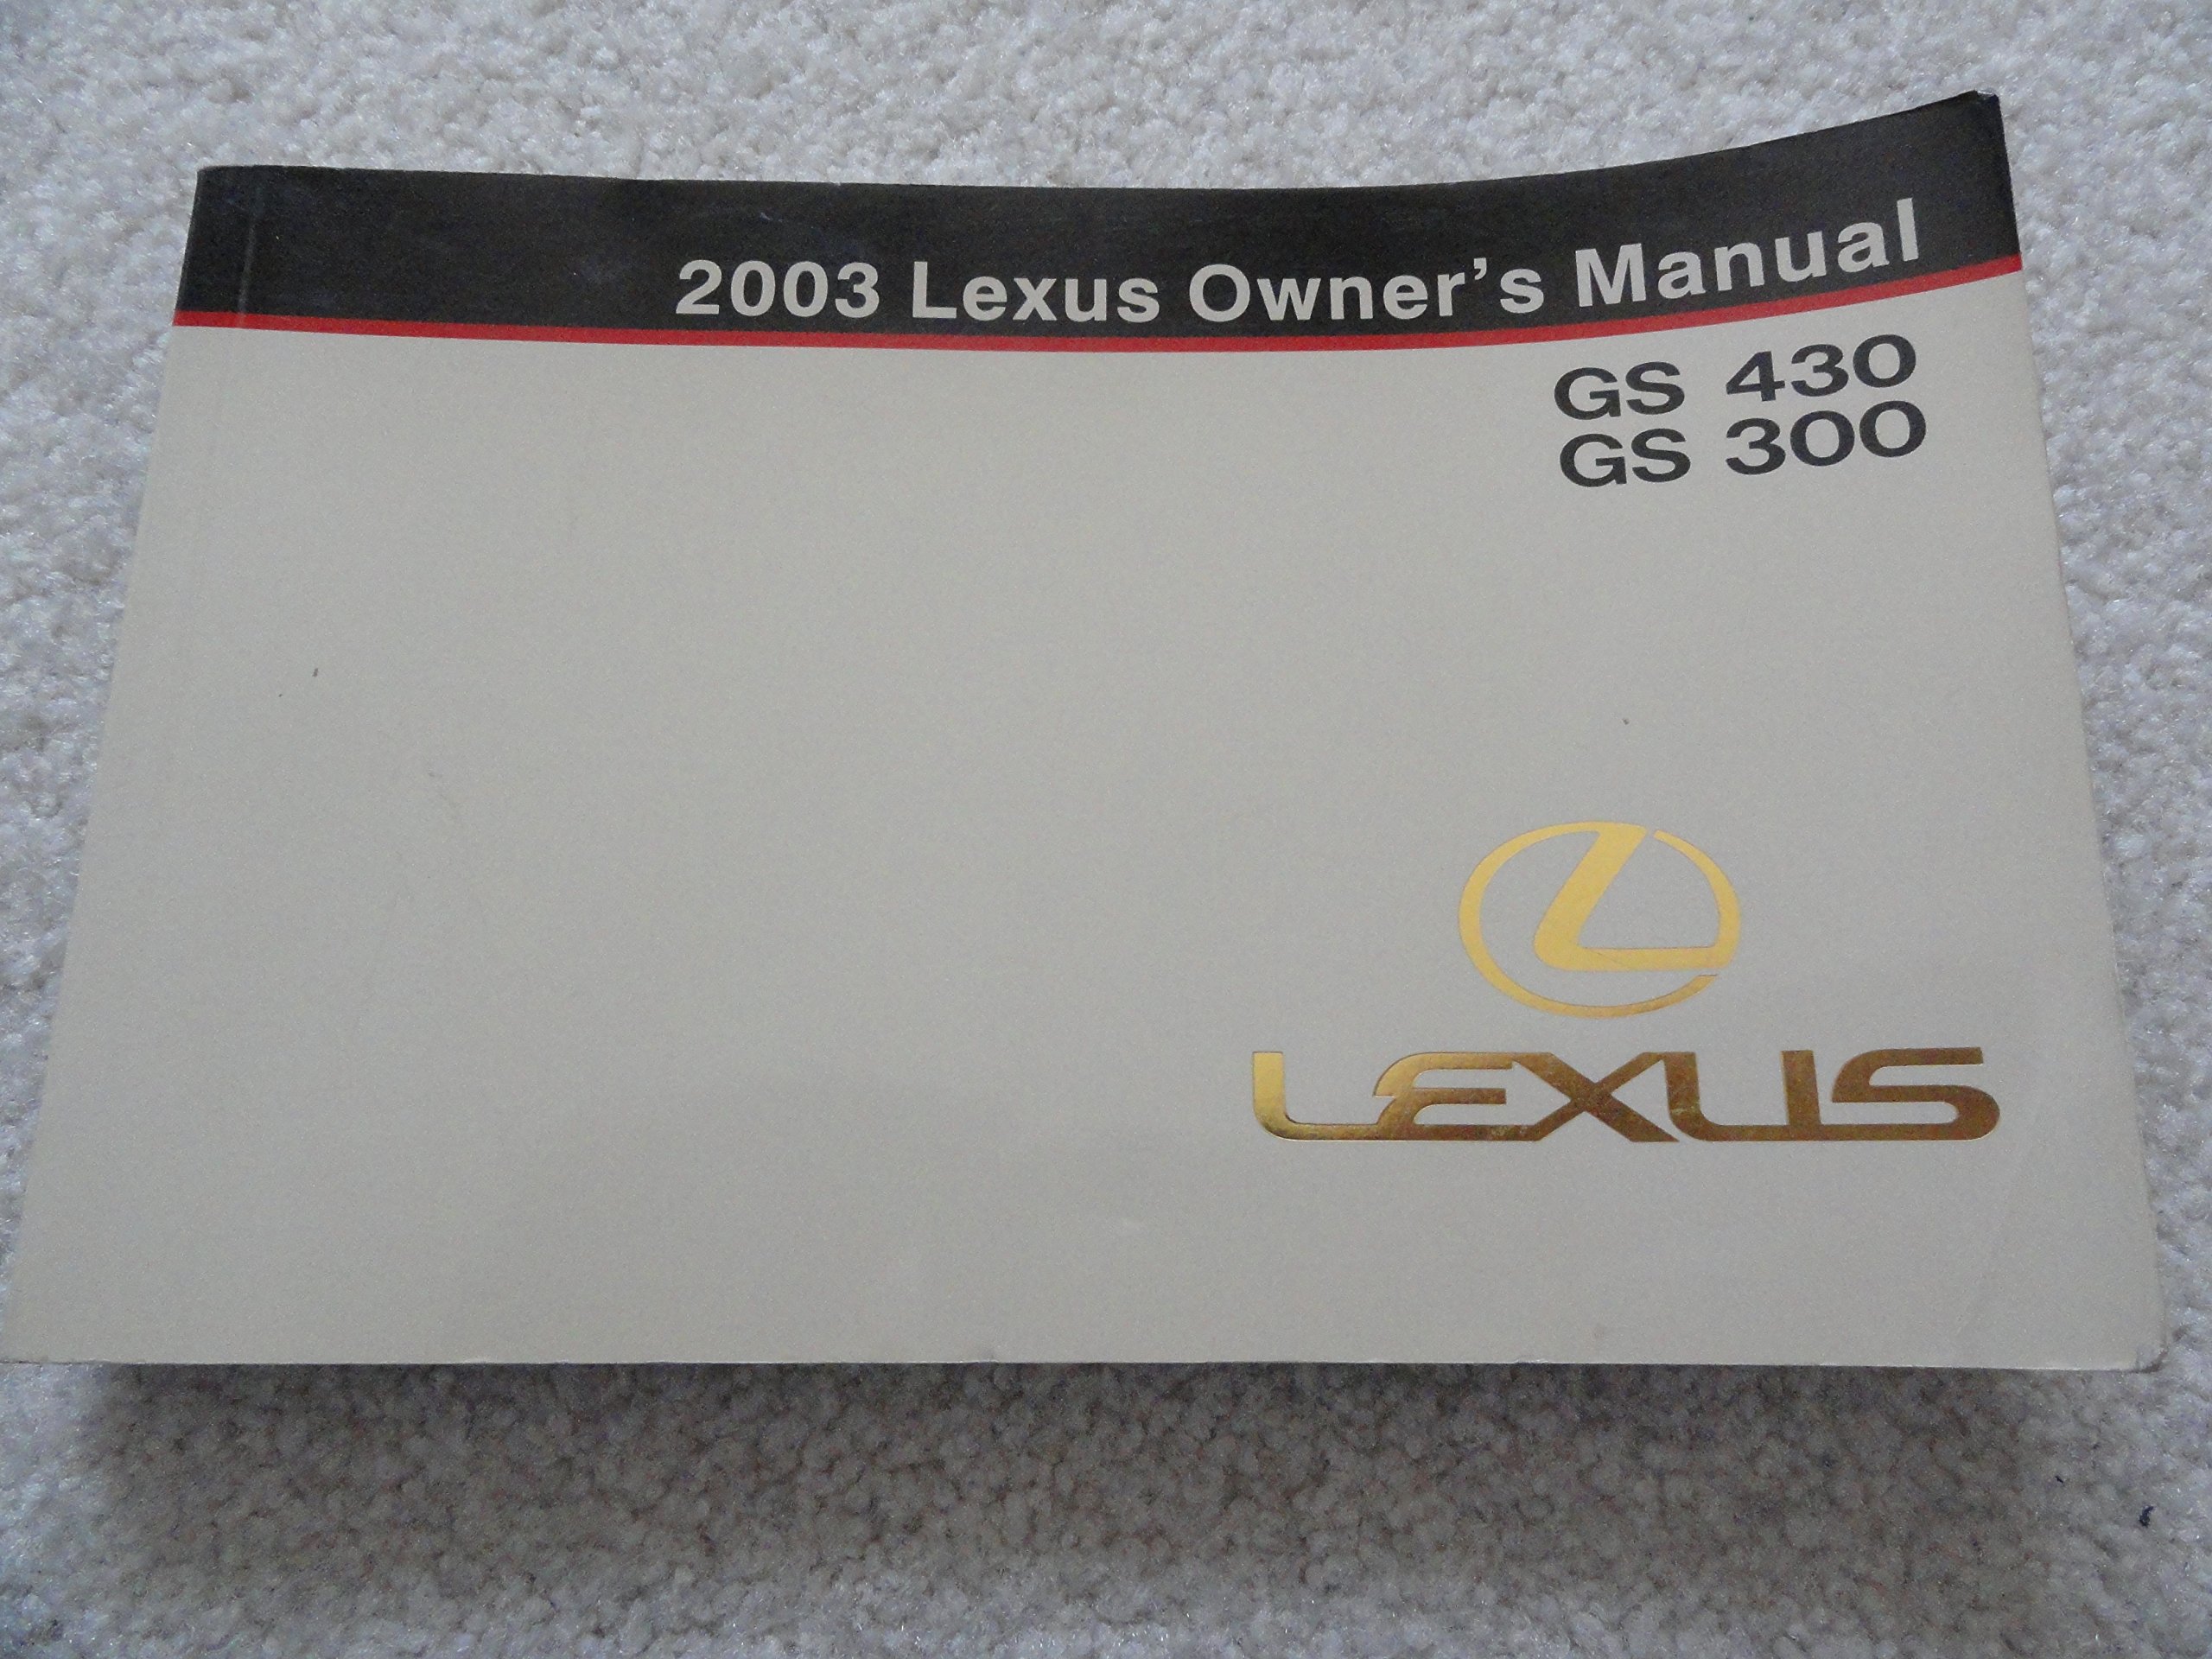 2003 Lexus Owner's Manual
GS 430
GS 300
LEXUS